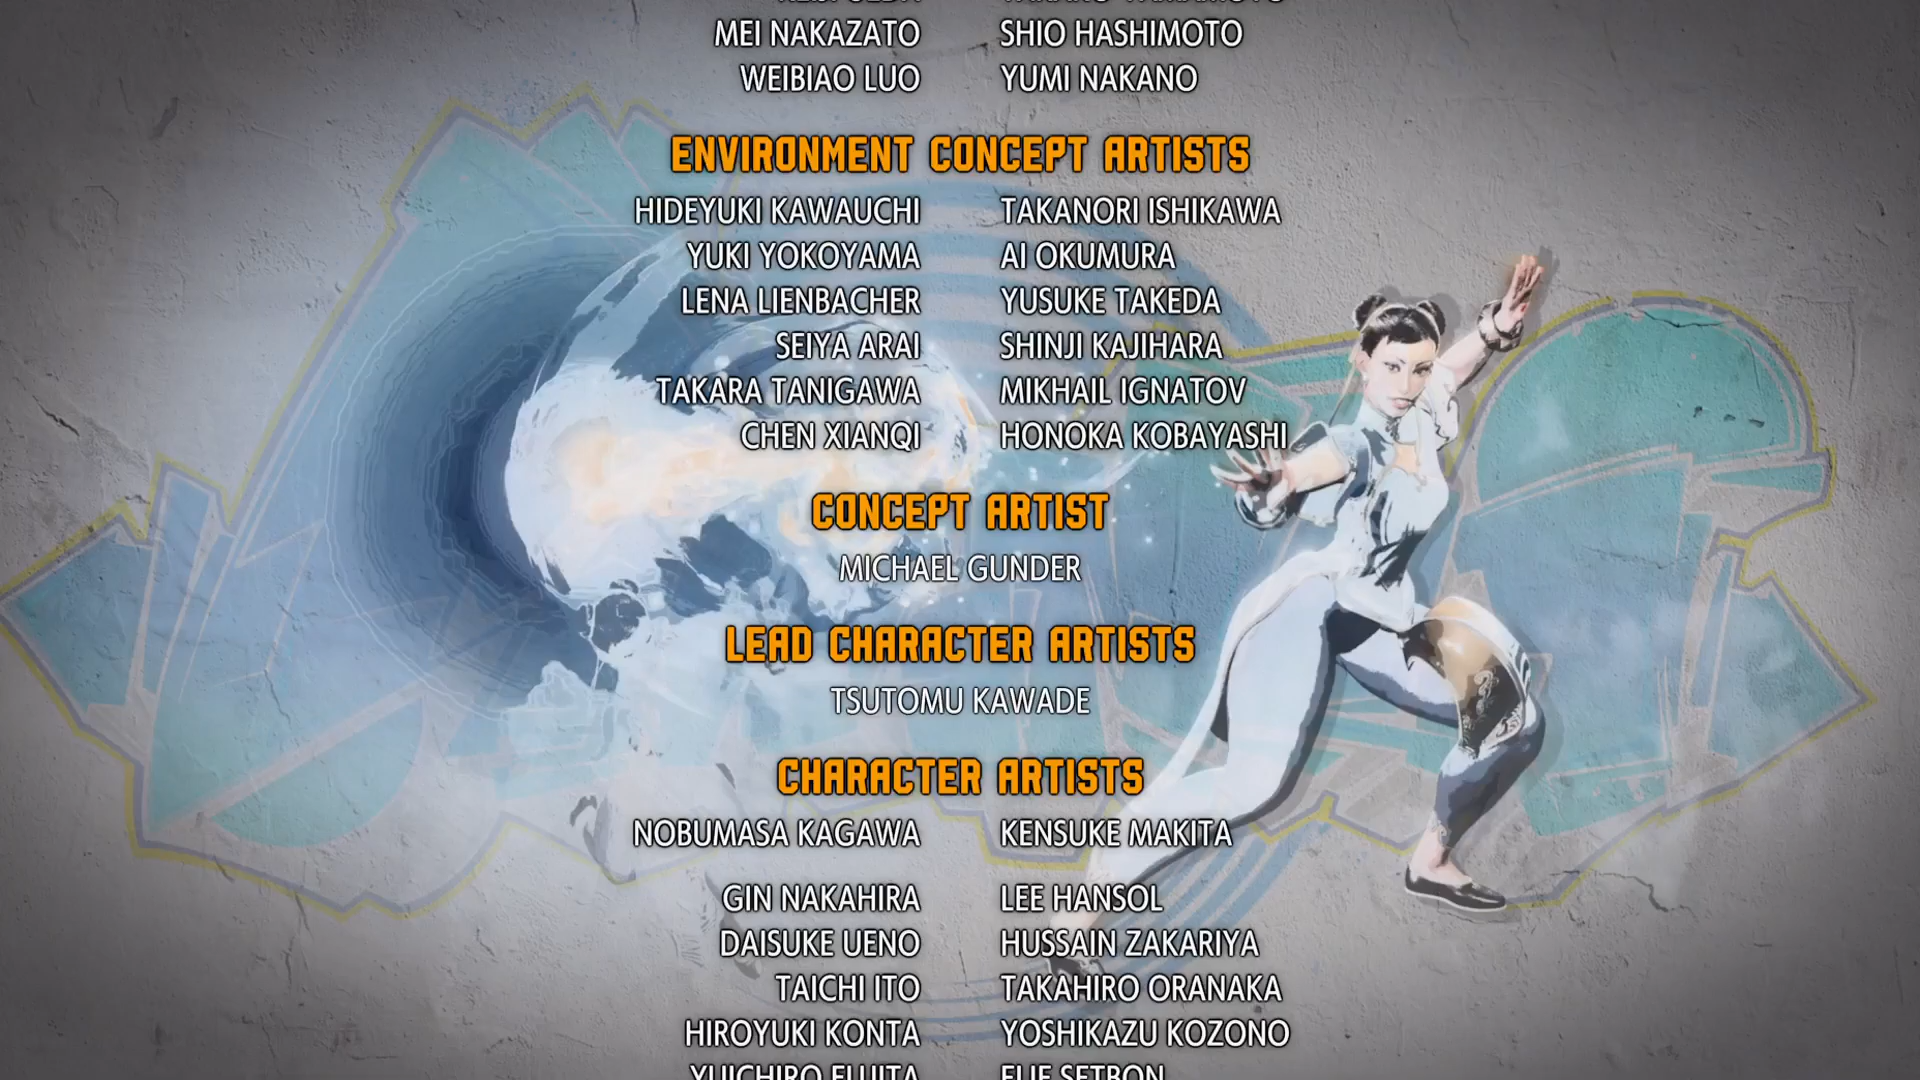 MEI NAKAZATO SHIO HASHIMOTO
WEIBIAO LUO YUMI NAKANO
ENVIRONMENT CONCEPT ARTISTS
HIDEYUKI KAWAUCHI TAKANORI ISHIKAWA
YUKI YOKOYAMA AI OKUMURA
LENA LIENBACHER YUSUKE TAKEDA
SEIYA ARAI SHINJI KAJIHARA
TAKARA TANIGAWA MIKHAIL IGNATOV
CHEN XIANQI HONOKA KOBAYASHI
CONCEPT ARTIST
MICHAEL GUNDER
LEAD CHARACTER ARTISTS
TSUTOMU KAWADE
CHARACTER ARTISTS
NOBUMASA KAGAWA KENSUKE MAKITA
GIN NAKAHIRA LEE HANSOL
DAISUKE UENO HUSSAIN ZAKARIYA
TAICHI ITO TAKAHIRO ORANAKA
HIROYUKI KONTA YOSHIKAZU KOZONO
YUICHIRO FUJITA